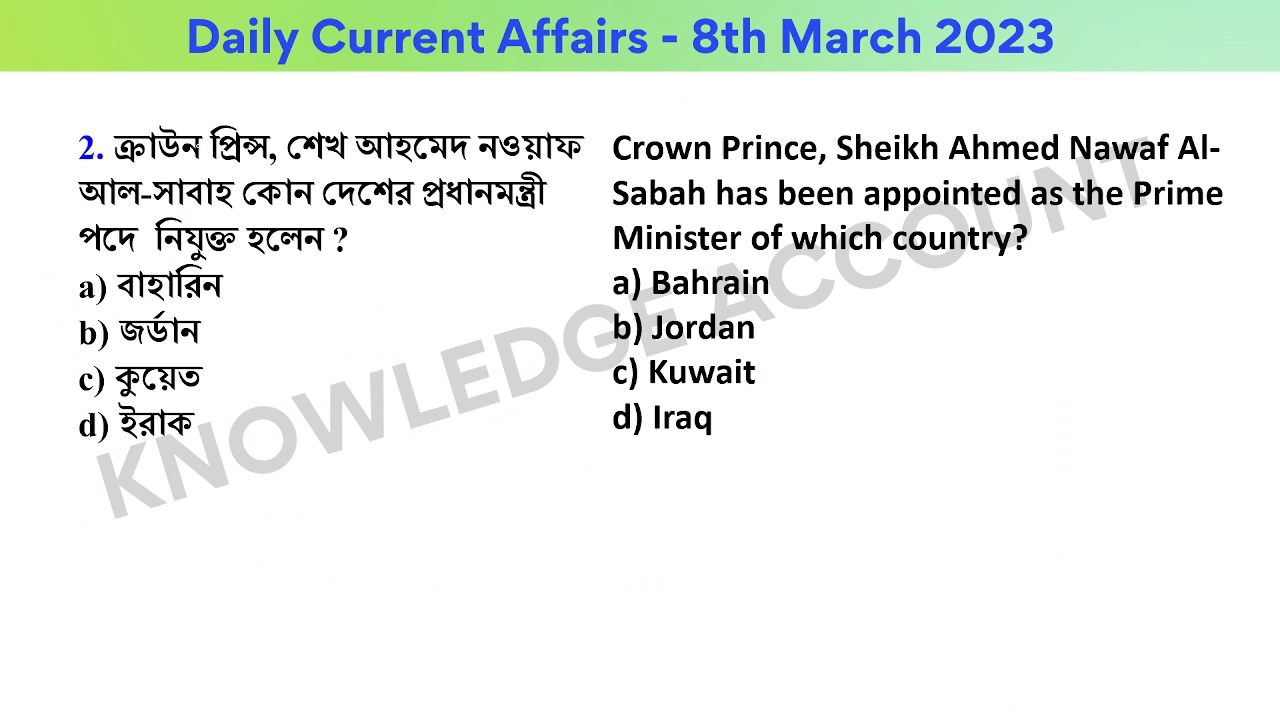 Daily Current Affairs - 8th March 2023
2. ক্রাউন প্রিন্স, শেখ আহমেদ নওয়াফ
আল-সাবাহ কোন দেশের প্রধানমন্ত্রী
পদে নিযুক্ত হলেন ?
a) বাহারিন
b) জর্ডান
c) কুয়েত
d) ইরাক
Crown Prince, Sheikh Ahmed Nawaf Al-
Sabah has been appointed as the Prime
Minister of which country?
a) Bahrain
b) Jordan
c) Kuwait
d) Iraq
KNOWLEDGE ACCOUNT